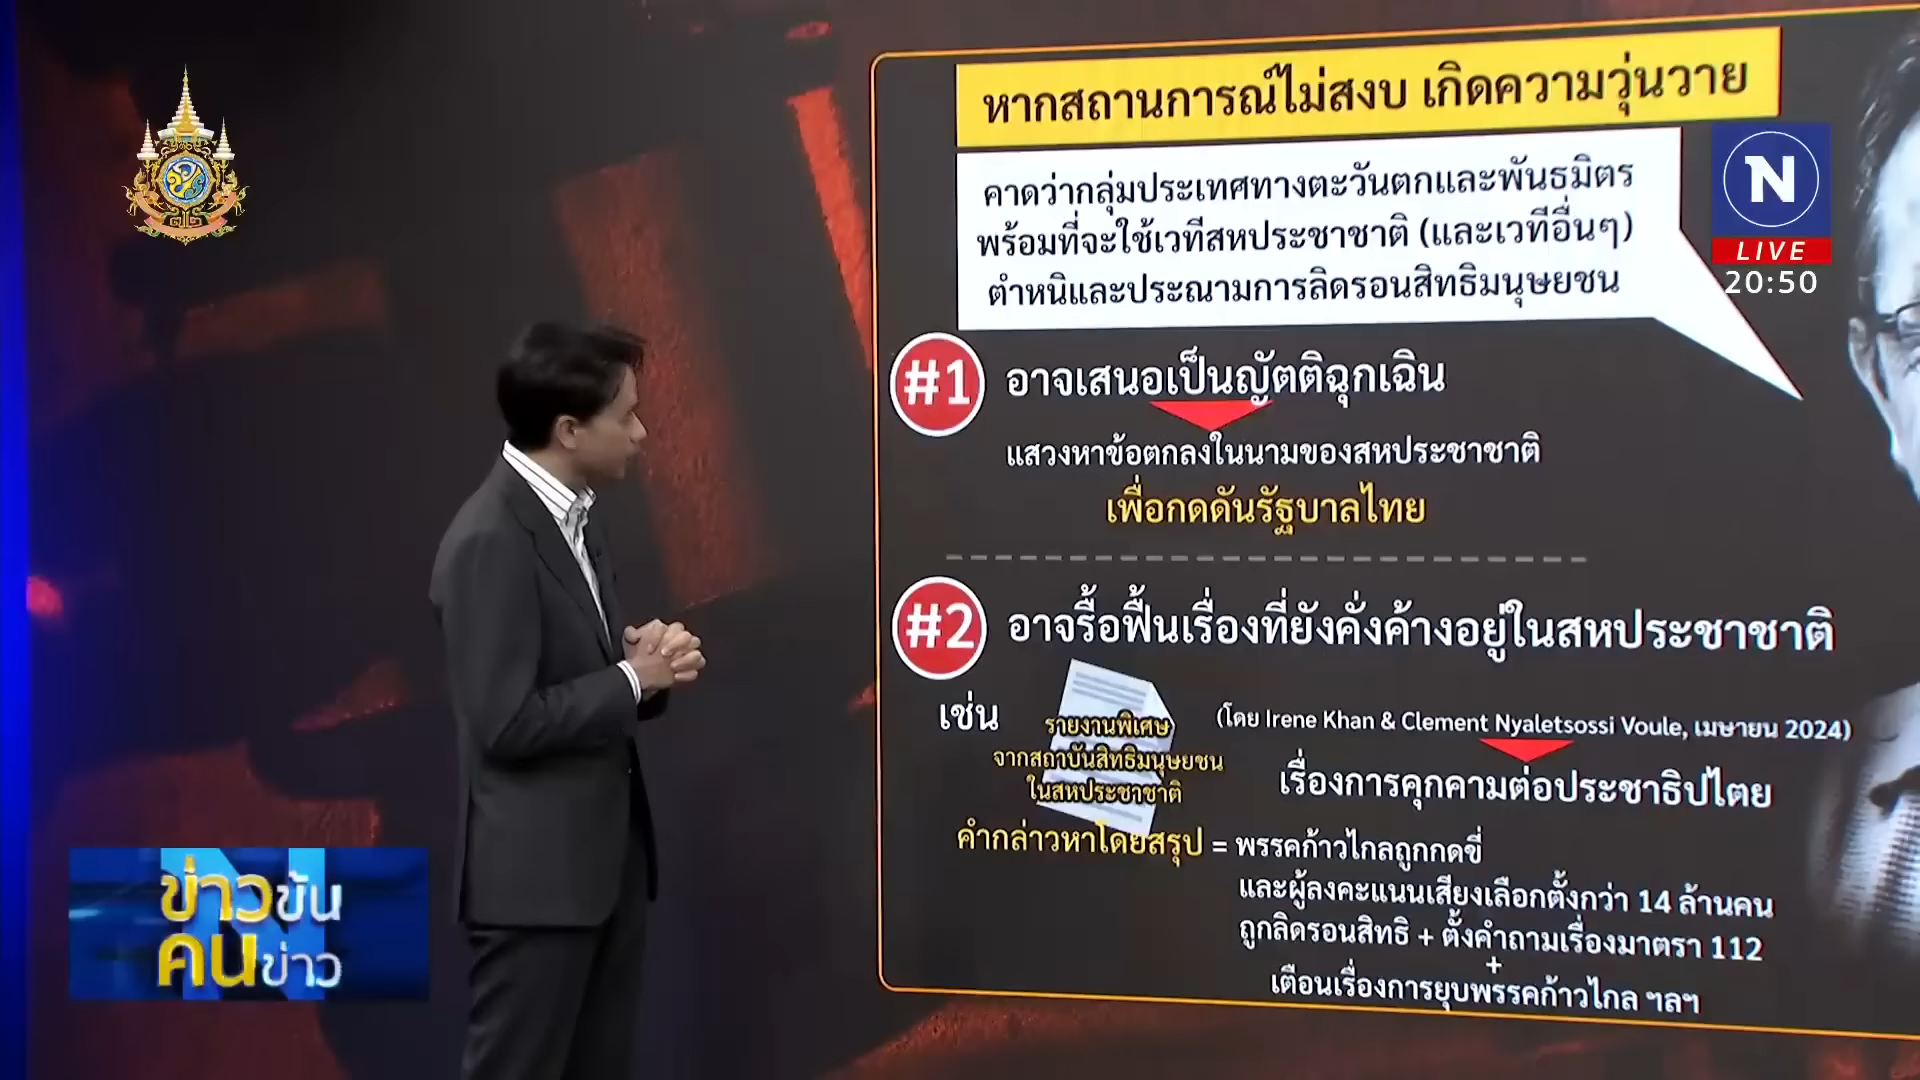 หากสถานการณ์ไม่สงบ เกิดความวุ่นวาย
คาดว่ากลุ่มประเทศทางตะวันตกและพันธมิตร
พร้อมที่จะใช้เวทีสหประชาชาติ (และเวทีอื่นๆ)
ตำหนิและประณามการลิดรอนสิทธิมนุษยชน
N
LIVE
20:50
#1 อาจเสนอเป็นญัตติฉุกเฉิน
แสวงหาข้อตกลงในนามของสหประชาชาติ
เพื่อกดดันรัฐบาลไทย
#2 อาจรื้อฟื้นเรื่องที่ยังคั่งค้างอยู่ในสหประชาชาติ
เช่น
รายงานพิเศษ
จากสถาบันสิทธิมนุษยชน
ในสหประชาชาติ
(โดย Irene Khan & Clement Nyaletsossi Voule, เมษายน 2024)
เรื่องการคุกคามต่อประชาธิปไตย
คำกล่าวหาโดยสรุป = พรรคก้าวไกลถูกกดขี่
และผู้ลงคะแนนเสียงเลือกตั้งกว่า 14 ล้านคน
ถูกลิดรอนสิทธิ + ตั้งคำถามเรื่องมาตรา 112
+
เตือนเรื่องการยุบพรรคก้าวไกล ฯลฯ
ข่าวข้น
คนข่าว